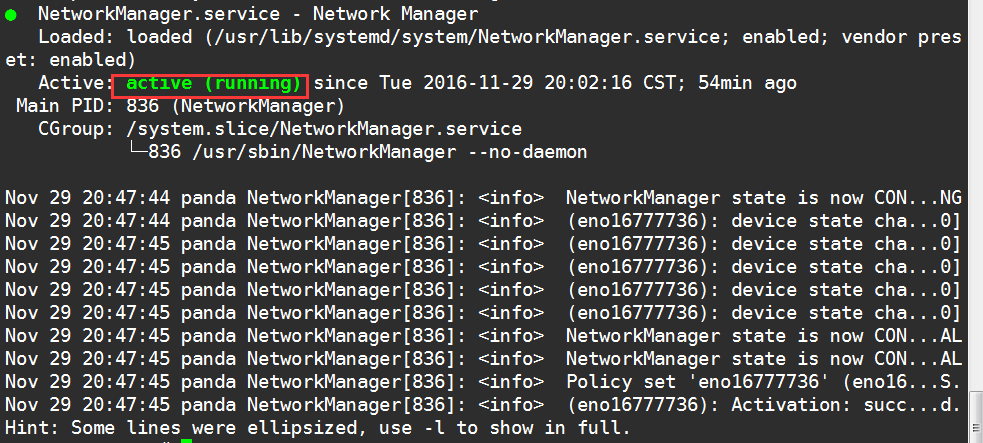 ● NetworkManager.service - Network Manager
   Loaded: loaded (/usr/lib/systemd/system/NetworkManager.service; enabled; vendor pres
et: enabled)
   Active: active (running) since Tue 2016-11-29 20:02:16 CST; 54min ago
 Main PID: 836 (NetworkManager)
   CGroup: /system.slice/NetworkManager.service
           └─836 /usr/sbin/NetworkManager --no-daemon

Nov 29 20:47:44 panda NetworkManager[836]: <info>  NetworkManager state is now CON...NG
Nov 29 20:47:44 panda NetworkManager[836]: <info>  (eno16777736): device state cha...0]
Nov 29 20:47:45 panda NetworkManager[836]: <info>  (eno16777736): device state cha...0]
Nov 29 20:47:45 panda NetworkManager[836]: <info>  (eno16777736): device state cha...0]
Nov 29 20:47:45 panda NetworkManager[836]: <info>  (eno16777736): device state cha...0]
Nov 29 20:47:45 panda NetworkManager[836]: <info>  (eno16777736): device state cha...0]
Nov 29 20:47:45 panda NetworkManager[836]: <info>  NetworkManager state is now CON...AL
Nov 29 20:47:45 panda NetworkManager[836]: <info>  NetworkManager state is now CON...AL
Nov 29 20:47:45 panda NetworkManager[836]: <info>  Policy set 'eno16777736' (eno16...S.
Nov 29 20:47:45 panda NetworkManager[836]: <info>  (eno16777736): Activation: succ...d.
Hint: Some lines were ellipsized, use -l to show in full.